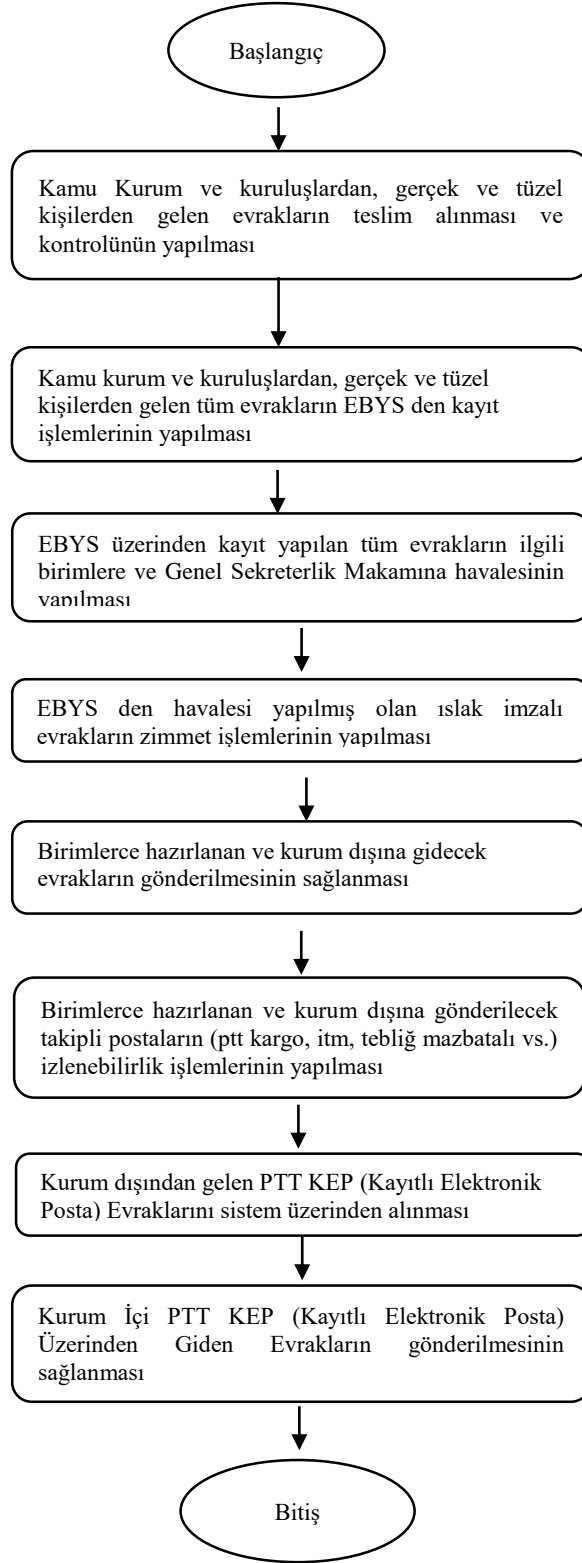 Başlangıç
Kamu Kurum ve kuruluşlardan, gerçek ve tüzel
kişilerden gelen evrakların teslim alınması ve
kontrolünün yapılması
Kamu kurum ve kuruluşlardan, gerçek ve tüzel
kişilerden gelen tüm evrakların EBYS den kayıt
işlemlerinin yapılması
EBYS üzerinden kayıt yapılan tüm evrakların ilgili
birimlere ve Genel Sekreterlik Makamına havalesinin
yapılması
EBYS den havalesi yapılmış olan ıslak imzalı
evrakların zimmet işlemlerinin yapılması
Birimlerce hazırlanan ve kurum dışına gidecek
evrakların gönderilmesinin sağlanması
Birimlerce hazırlanan ve kurum dışına gönderilecek
takipli postaların (ptt kargo, itm, tebliğ mazbatalı vs.)
izlenebilirlik işlemlerinin yapılması
Kurum dışından gelen PTT KEP (Kayıtlı Elektronik
Posta) Evraklarını sistem üzerinden alınması
Kurum İçi PTT KEP (Kayıtlı Elektronik Posta)
Üzerinden Giden Evrakların gönderilmesinin
sağlanması
Bitiş